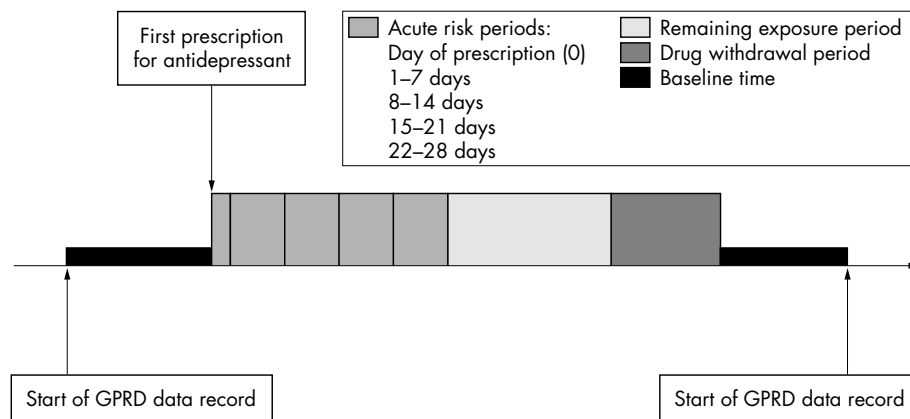 First prescription
for antidepressant
Acute risk periods:
Day of prescription (0)
1–7 days
8–14 days
15–21 days
22–28 days
Remaining exposure period
Drug withdrawal period
Baseline time
Start of GPRD data record
Start of GPRD data record